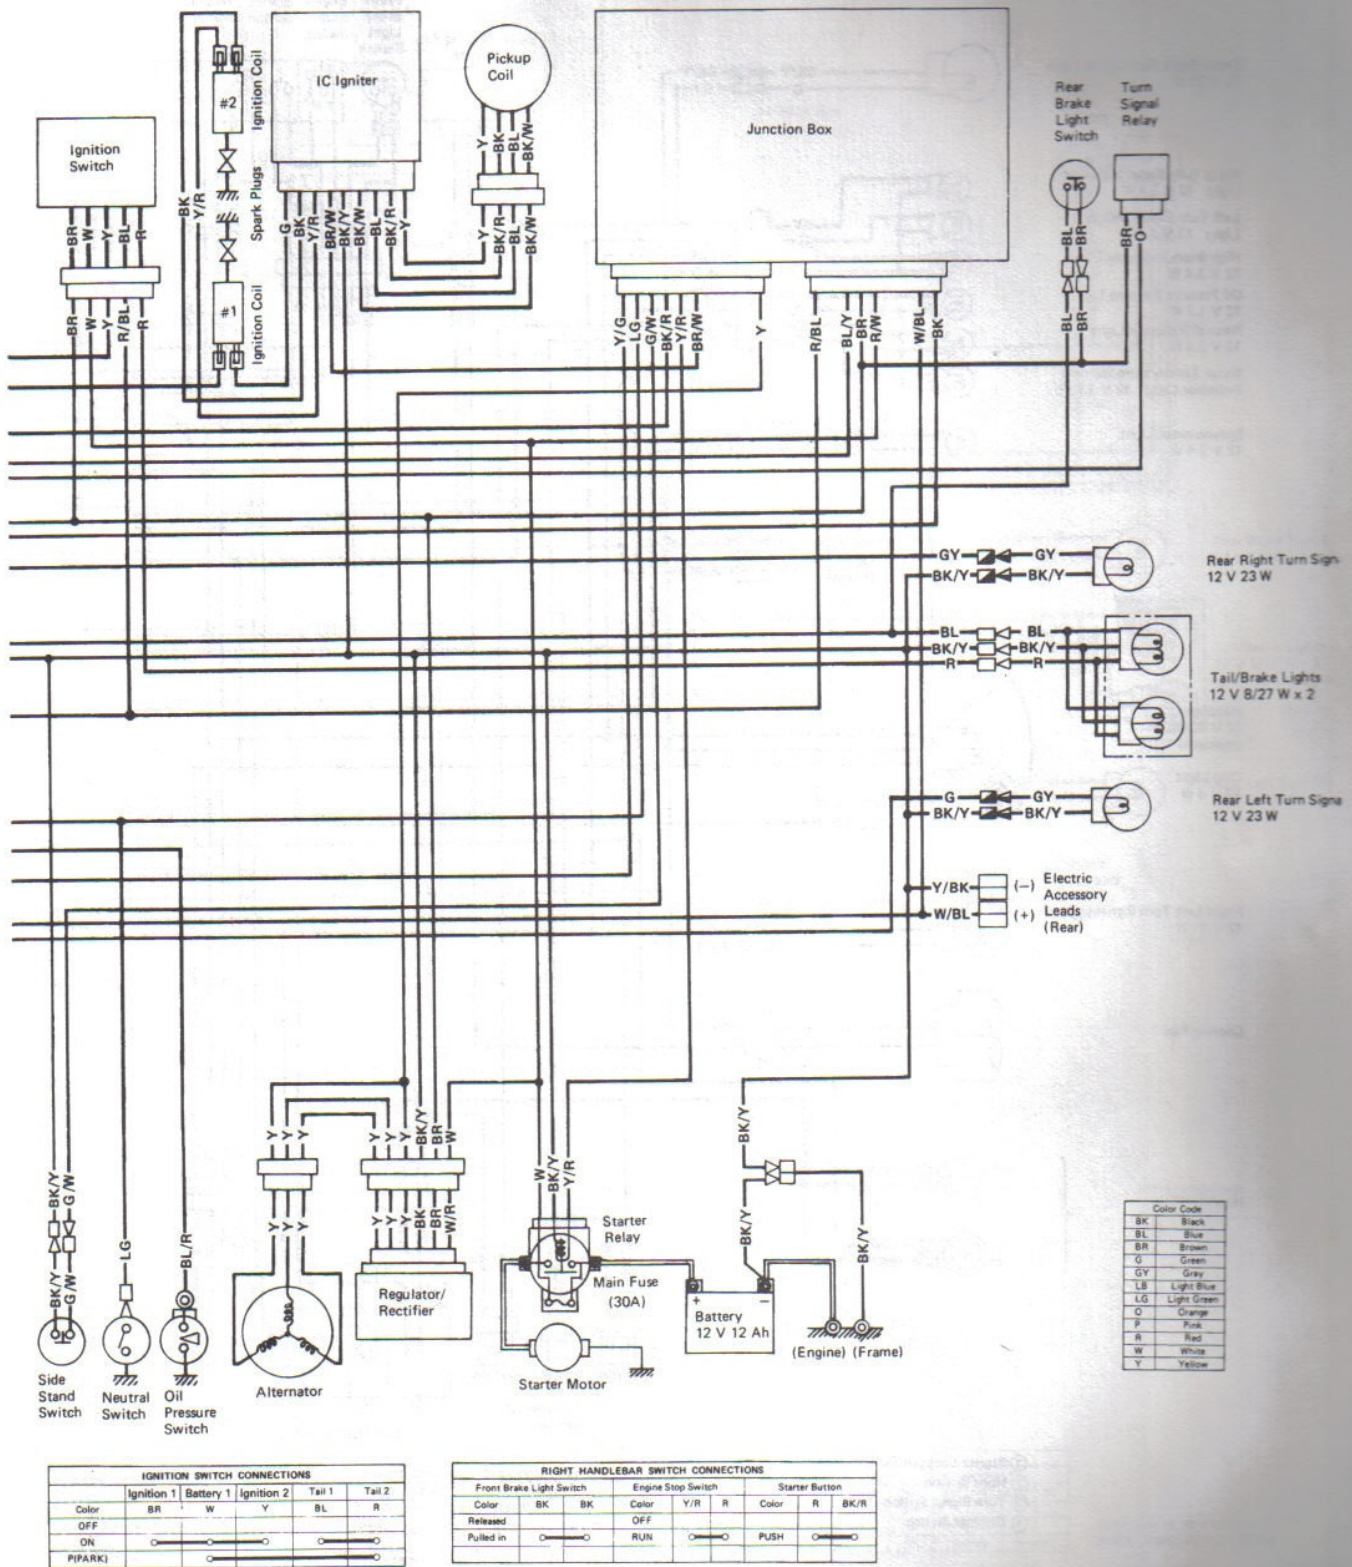 Pickup
Coil
IC Igniter
Junction Box
Rear
Brake
Light
Switch
Turn
Signal
Relay
Ignition
Switch
#2
Ignition Coil
Spark Plugs
#1
Ignition Coil
BK
Y/R
BR
W
Y
BL
R
BR
W
Y
R/BL
R
G
BK
Y/R
BR/W
BK/Y
BK/W
BL
BK/R
Y
Y
BK
BL
BK/W
Y
BK/R
BL
BK/W
Y/G
LG
G/W
BK/R
Y/R
BR/W
Y
R/BL
BL/Y
BR
R/W
W/BL
BK
BL
BR
BL
BR
BR
O
GY GY
BK/Y BK/Y
Rear Right Turn Sign
12 V 23 W
BL BL
BK/Y BK/Y
R R
Tail/Brake Lights
12 V 8/27 W x 2
G GY
BK/Y BK/Y
Rear Left Turn Signa
12 V 23 W
Y/BK (−) Electric
Accessory
W/BL (+) Leads
(Rear)
BK/Y
G/W
BK/Y
G/W
LG
BL/R
Y
Y
Y
Y
Y
Y
Y
Y
Y
BK/Y
BR
W
Y
Y
Y
BK
BR
W/R
W
BK/Y
Y/R
BK/Y
BK/Y
BK/Y
Starter
Relay
Main Fuse
(30A)
Regulator/
Rectifier
+ −
Battery
12 V 12 Ah
(Engine) (Frame)
Side
Stand
Switch
Neutral
Switch
Oil
Pressure
Switch
Alternator
Starter Motor
Color Code
BK Black
BL Blue
BR Brown
G Green
GY Gray
LB Light Blue
LG Light Green
O Orange
P Pink
R Red
W White
Y Yellow
IGNITION SWITCH CONNECTIONS
Ignition 1 Battery 1 Ignition 2 Tail 1 Tail 2
Color BR W Y BL R
OFF
ON
P(PARK)
RIGHT HANDLEBAR SWITCH CONNECTIONS
Front Brake Light Switch Engine Stop Switch Starter Button
Color BK BK Color Y/R R Color R BK/R
Released OFF
Pulled in RUN PUSH